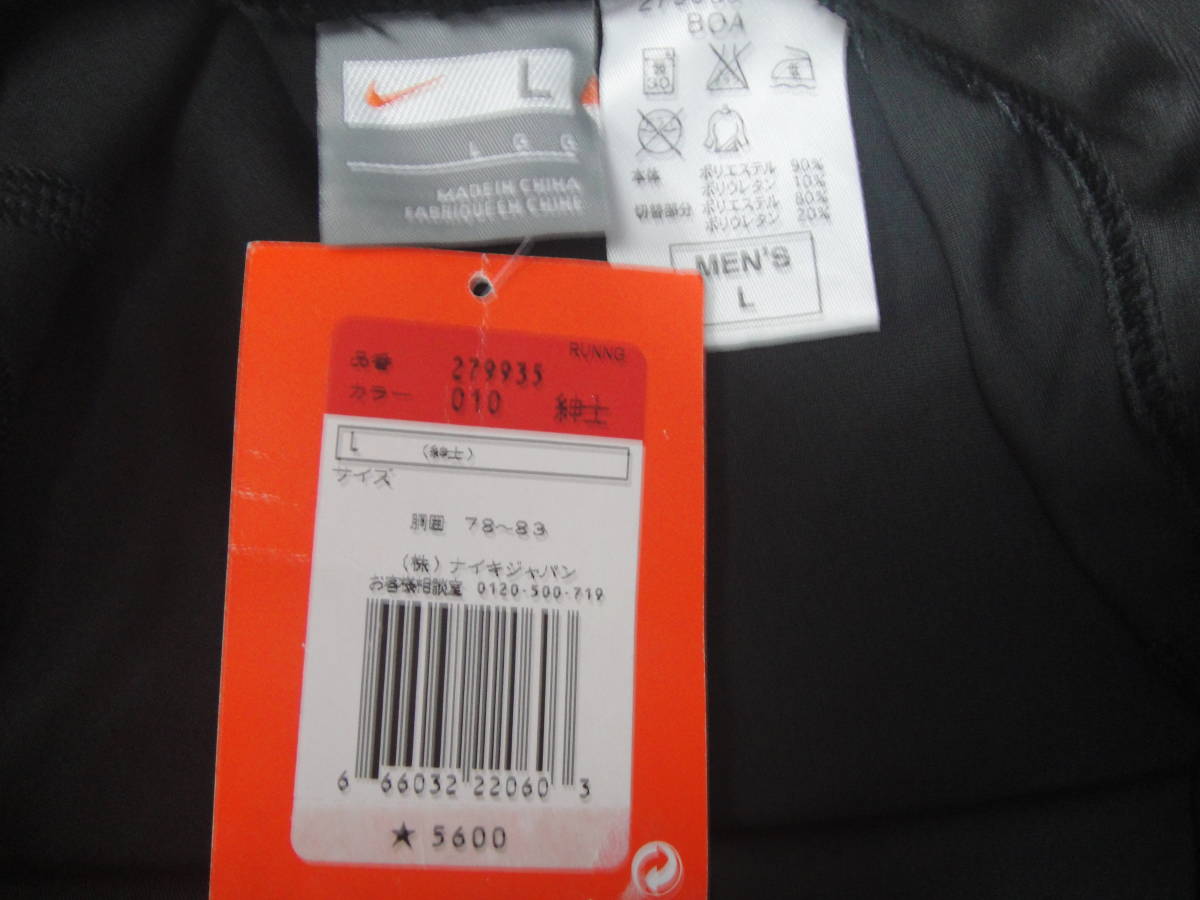 L
L G G
MADE IN CHINA
FABRIQUE EN CHINE
BOA
30
本体 ポリエステル 90%
ポリウレタン 10%
切替部分 ポリエステル 80%
ポリウレタン 20%
MEN'S
L
RUNNG
品番 279935
カラー 010 紳士
L (紳士)
サイズ
胴囲 78~83
(株)ナイキジャパン
お客様相談室 0120-500-719
6 66032 22060 3
★5600